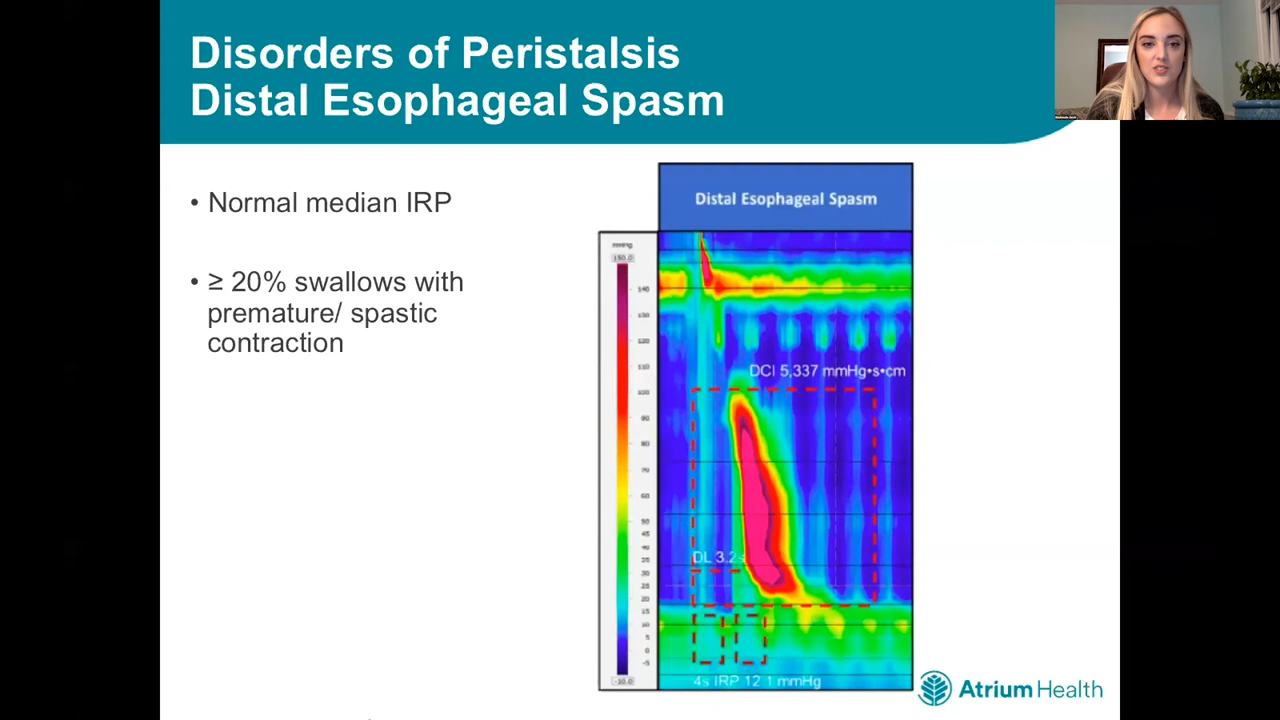 Disorders of Peristalsis
Distal Esophageal Spasm
• Normal median IRP
• ≥ 20% swallows with
premature/ spastic
contraction
Distal Esophageal Spasm
mmHg
150.0
140
130
120
110
100
90
80
70
60
50
45
40
35
30
25
20
15
10
5
0
-5
-10.0
DCI 5,337 mmHg•s•cm
DL 3.2s
4s IRP 12.1 mmHg
Atrium Health